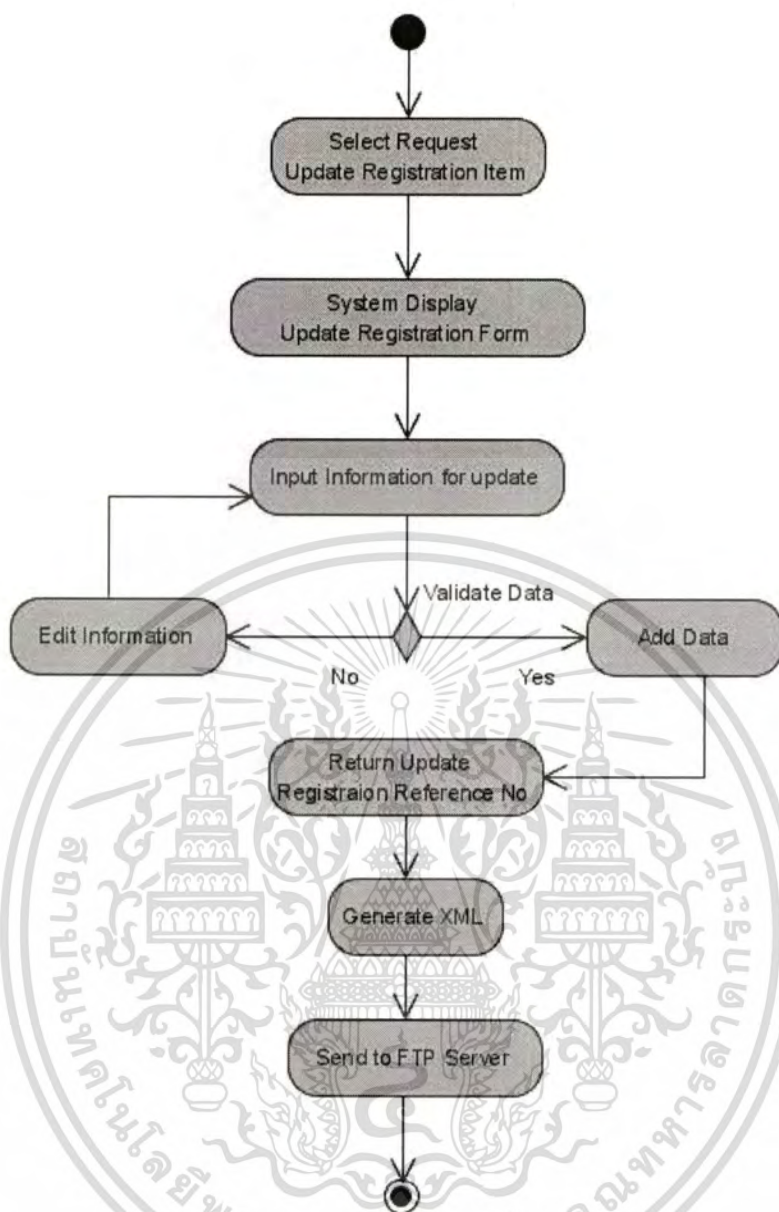 Select Request
Update Registration Item
System Display
Update Registration Form
Input Information for update
Validate Data
Edit Information
Add Data
No
Yes
Return Update
Registraion Reference No
Generate XML
Send to FTP Server